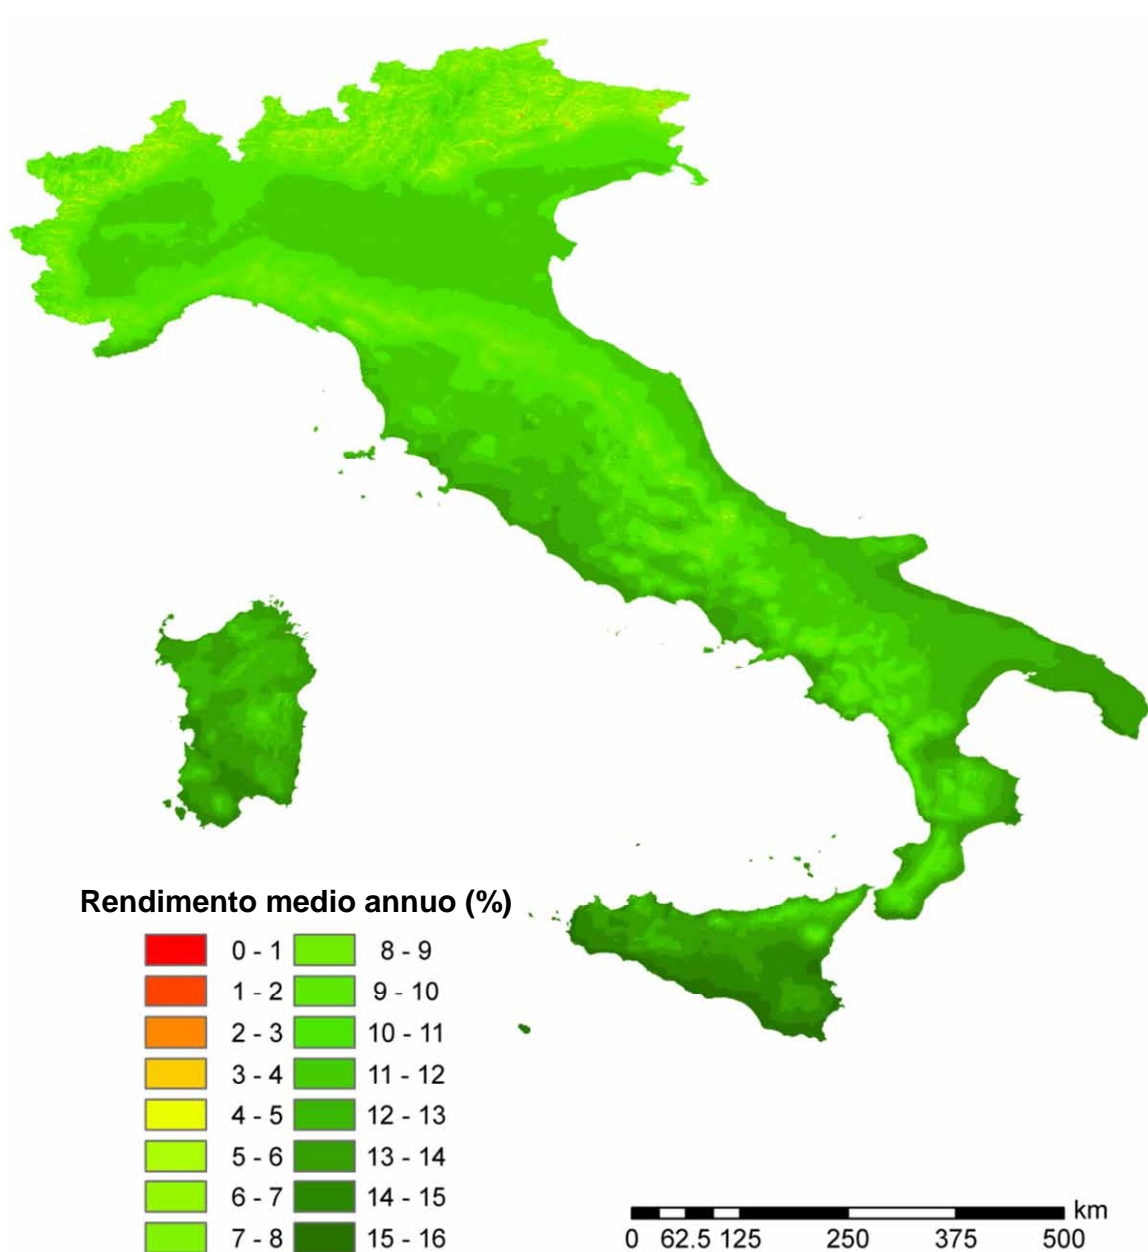 Rendimento medio annuo (%)
0 - 1 8 - 9
1 - 2 9 - 10
2 - 3 10 - 11
3 - 4 11 - 12
4 - 5 12 - 13
5 - 6 13 - 14
6 - 7 14 - 15
7 - 8 15 - 16
km
0 62.5 125 250 375 500